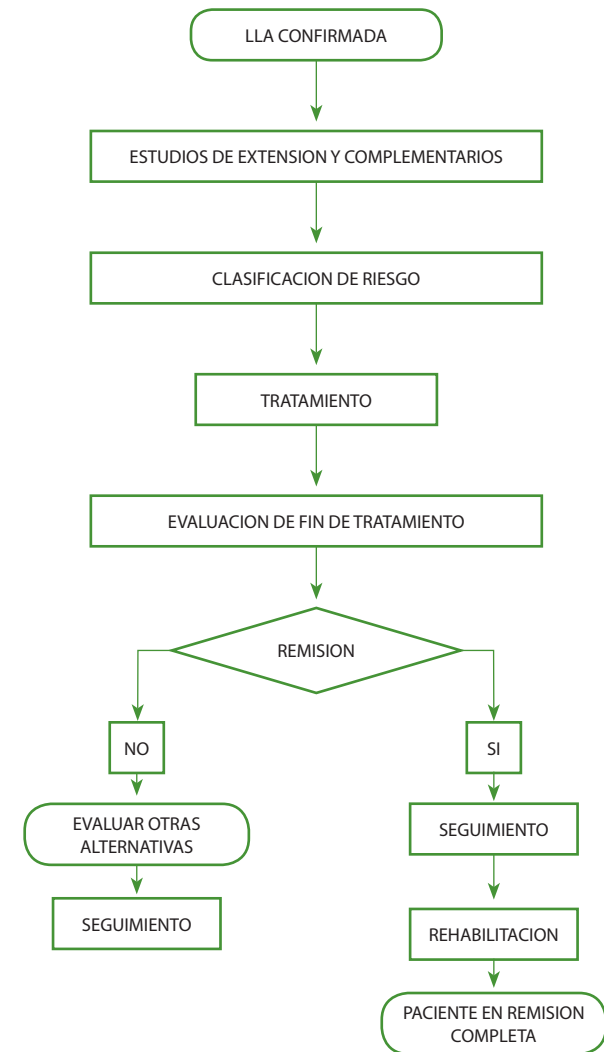 LLA CONFIRMADA
ESTUDIOS DE EXTENSION Y COMPLEMENTARIOS
CLASIFICACION DE RIESGO
TRATAMIENTO
EVALUACION DE FIN DE TRATAMIENTO
REMISION
NO
EVALUAR OTRAS
ALTERNATIVAS
SEGUIMIENTO
SI
SEGUIMIENTO
REHABILITACION
PACIENTE EN REMISION
COMPLETA